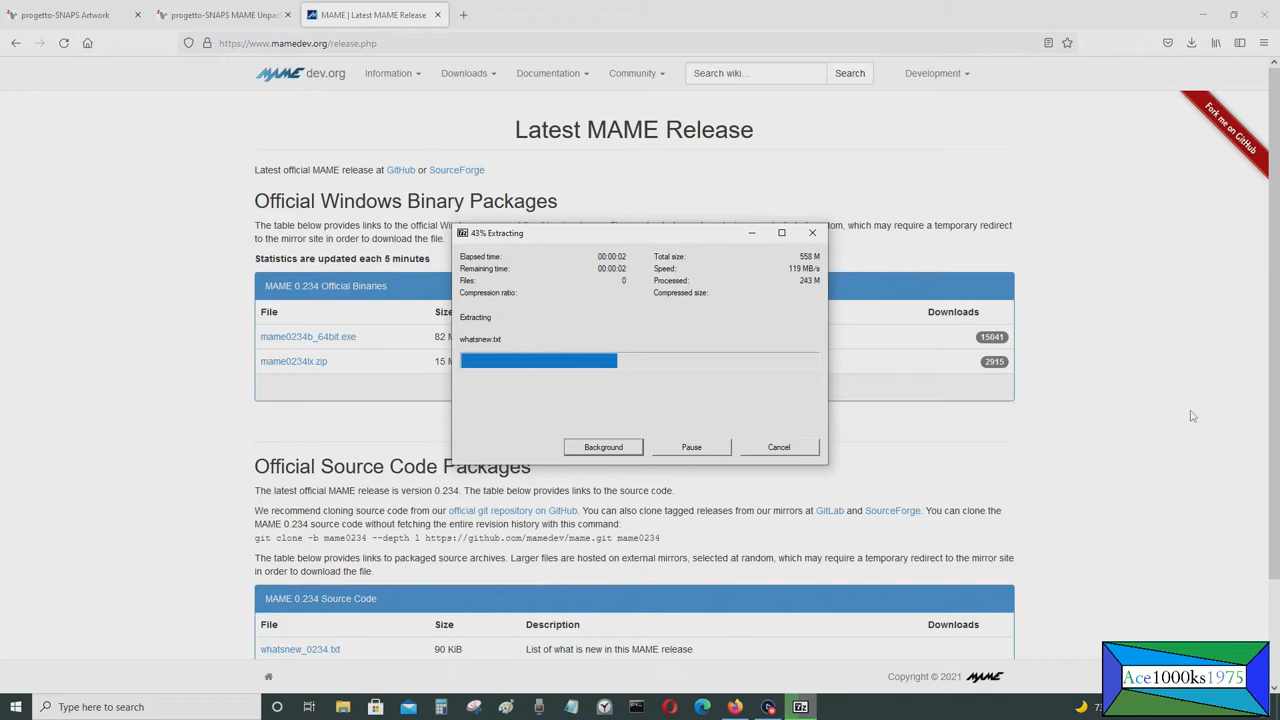 progetto-SNAPS Artwork
progetto-SNAPS MAME Unpack
MAME | Latest MAME Release
https://www.mamedev.org/release.php
MAME dev.org
Information
Downloads
Documentation
Community
Search wiki...
Search
Development
Fork me on GitHub
Latest MAME Release
Latest official MAME release at GitHub or SourceForge
Official Windows Binary Packages
The table below provides links to the official Win
ndom, which may require a temporary redirect
to the mirror site in order to download the file.
Statistics are updated each 5 minutes
MAME 0.234 Official Binaries
File
Size
Downloads
mame0234b_64bit.exe
82 M
15041
mame0234lx.zip
15 M
2915
43% Extracting
Elapsed time: 00:00:02 Total size: 558 M
Remaining time: 00:00:02 Speed: 119 MB/s
Files: 0 Processed: 243 M
Compression ratio: Compressed size:
Extracting
whatsnew.txt
Background
Pause
Cancel
Official Source Code Packages
The latest official MAME release is version 0.234. The table below provides links to the source code.
We recommend cloning source code from our official git repository on GitHub. You can also clone tagged releases from our mirrors at GitLab and SourceForge. You can clone the
MAME 0.234 source code without fetching the entire revision history with this command:
git clone -b mame0234 --depth 1 https://github.com/mamedev/mame.git mame0234
The table below provides links to packaged source archives. Larger files are hosted on external mirrors, selected at random, which may require a temporary redirect to the mirror site
in order to download the file.
MAME 0.234 Source Code
File Size Description Downloads
whatsnew_0234.txt 90 KiB List of what is new in this MAME release
Copyright © 2021 MAME
Ace1000ks1975
Type here to search